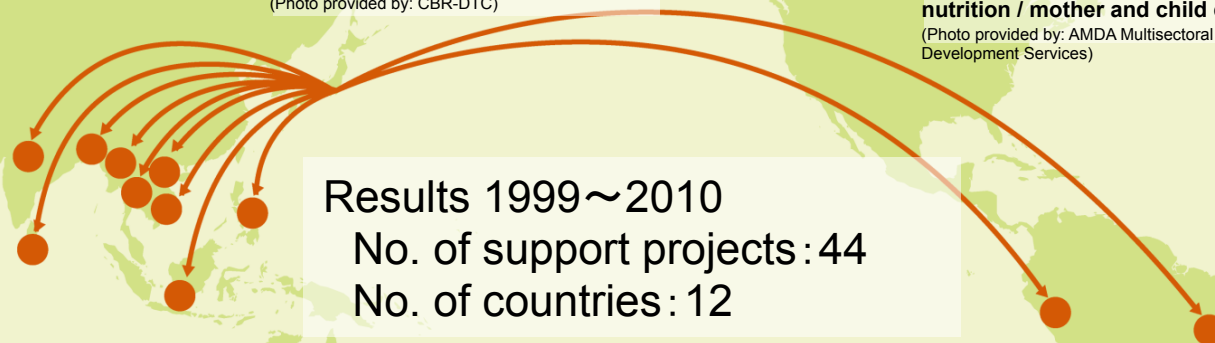 (Photo provided by: CBR-DTC)
nutrition / mother and child
(Photo provided by: AMDA Multisectoral
Development Services)
Results 1999～2010
No. of support projects：44
No. of countries：12